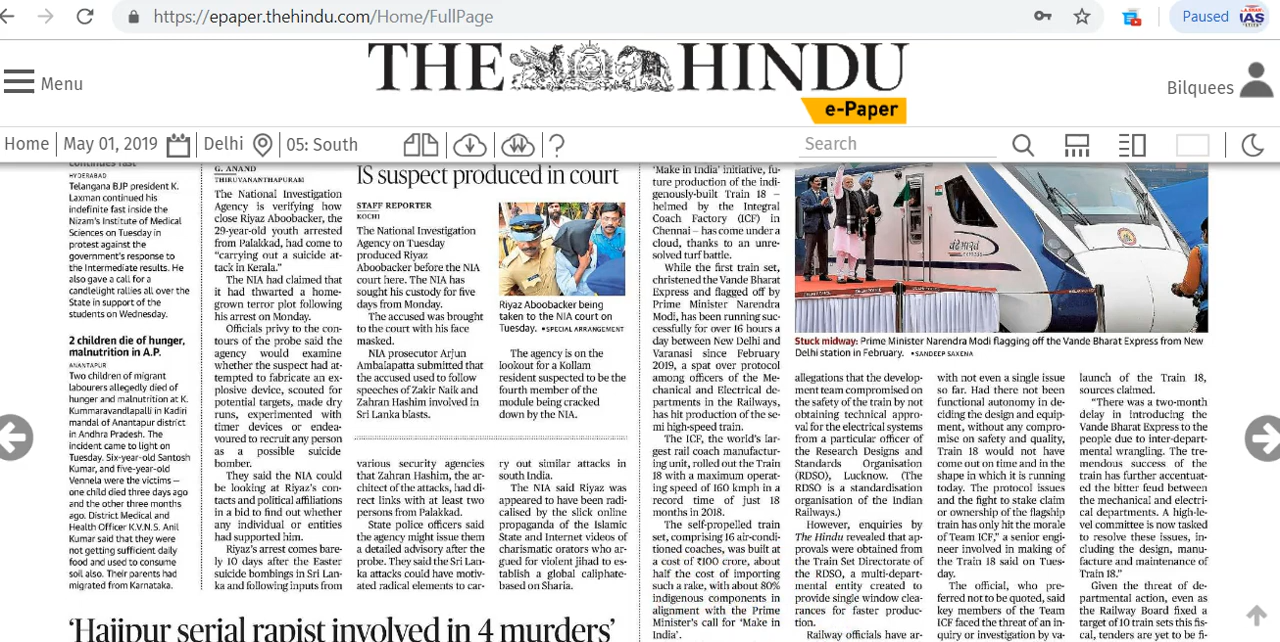 https://epaper.thehindu.com/Home/FullPage
Paused
IAS
THE HINDU
e-Paper
Menu
Bilquees
Home
May 01, 2019
Delhi
05: South
?
Search
continues fast
HYDERABAD
Telangana BJP president K.
Laxman continued his
indefinite fast inside the
Nizam's Institute of Medical
Sciences on Tuesday in
protest against the
government's response to
the Intermediate results. He
also gave a call for a
candlelight rallies all over the
State in support of the
students on Wednesday.
2 children die of hunger,
malnutrition in A.P.
ANANTAPUR
Two children of migrant
labourers allegedly died of
hunger and malnutrition at K.
Kummaravandlapalli in Kadiri
mandal of Anantapur district
in Andhra Pradesh. The
incident came to light on
Tuesday. Six-year-old Santosh
Kumar, and five-year-old
Vennela were the victims –
one child died three days ago
and the other three months
ago. District Medical and
Health Officer K.V.N.S. Anil
Kumar said that they were
not getting sufficient daily
food and used to consume
soil also. Their parents had
migrated from Karnataka.
G. ANAND
THIRUVANANTHAPURAM
The National Investigation
Agency is verifying how
close Riyaz Aboobacker, the
29-year-old youth arrested
from Palakkad, had come to
“carrying out a suicide at-
tack in Kerala.”
The NIA had claimed that
it had thwarted a home-
grown terror plot following
his arrest on Monday.
Officials privy to the con-
tours of the probe said the
agency would examine
whether the suspect had at-
tempted to fabricate an ex-
plosive device, scouted for
potential targets, made dry
runs, experimented with
timer devices or endea-
voured to recruit any person
as a possible suicide
bomber.
They said the NIA could
be looking at Riyaz's con-
tacts and political affiliations
in a bid to find out whether
any individual or entities
had supported him.
Riyaz's arrest comes bare-
ly 10 days after the Easter
suicide bombings in Sri Lan-
ka and following inputs from
IS suspect produced in court
STAFF REPORTER
KOCHI
The National Investigation
Agency on Tuesday
produced Riyaz
Aboobacker before the NIA
court here. The NIA has
sought his custody for five
days from Monday.
The accused was brought
to the court with his face
masked.
NIA prosecutor Arjun
Ambalapatta submitted that
the accused used to follow
speeches of Zakir Naik and
Zahran Hashim involved in
Sri Lanka blasts.
Riyaz Aboobacker being
taken to the NIA court on
Tuesday. •SPECIAL ARRANGEMENT
The agency is on the
lookout for a Kollam
resident suspected to be the
fourth member of the
module being cracked
down by the NIA.
various security agencies
that Zahran Hashim, the ar-
chitect of the attacks, had di-
rect links with at least two
persons from Palakkad.
State police officers said
the agency might issue them
a detailed advisory after the
probe. They said the Sri Lan-
ka attacks could have moti-
vated radical elements to car-
ry out similar attacks in
south India.
The NIA said Riyaz was
appeared to have been radi-
calised by the slick online
propaganda of the Islamic
State and Internet videos of
charismatic orators who ar-
gued for violent jihad to es-
tablish a global caliphate-
based on Sharia.
'Hajipur serial rapist involved in 4 murders'
'Make in India' initiative, fu-
ture production of the indi-
genously-built Train 18 –
helmed by the Integral
Coach Factory (ICF) in
Chennai – has come under a
cloud, thanks to an unre-
solved turf battle.
While the first train set,
christened the Vande Bharat
Express and flagged off by
Prime Minister Narendra
Modi, has been running suc-
cessfully for over 16 hours a
day between New Delhi and
Varanasi since February
2019, a spat over protocol
among officers of the Me-
chanical and Electrical de-
partments in the Railways,
has hit production of the se-
mi high-speed train.
The ICF, the world's lar-
gest rail coach manufactur-
ing unit, rolled out the Train
18 with a maximum operat-
ing speed of 160 kmph in a
record time of just 18
months in 2018.
The self-propelled train
set, comprising 16 air-condi-
tioned coaches, was built at
a cost of ₹100 crore, about
half the cost of importing
such a rake, with about 80%
indigenous components in
alignment with the Prime
Minister's call for ‘Make in
India’.
वंदे भारत
Stuck midway: Prime Minister Narendra Modi flagging off the Vande Bharat Express from New
Delhi station in February. •SANDEEP SAXENA
allegations that the develop-
ment team compromised on
the safety of the train by not
obtaining technical appro-
val for the electrical systems
from a particular officer of
the Research Designs and
Standards Organisation
(RDSO), Lucknow. (The
RDSO is a standardisation
organisation of the Indian
Railways.)
However, enquiries by
The Hindu revealed that ap-
provals were obtained from
the Train Set Directorate of
the RDSO, a multi-depart-
mental entity created to
provide single window clea-
rances for faster produc-
tion.
Railway officials have ar-
with not even a single issue
so far. Had there not been
functional autonomy in de-
ciding the design and equip-
ment, without any compro-
mise on safety and quality,
Train 18 would not have
come out on time and in the
shape in which it is running
today. The protocol issues
and the fight to stake claim
or ownership of the flagship
train has only hit the morale
of Team ICF,” a senior engi-
neer involved in making of
the Train 18 said on Tues-
day.
The official, who pre-
ferred not to be quoted, said
key members of the Team
ICF faced the threat of an in-
quiry or investigation by va-
launch of the Train 18,
sources claimed.
“There was a two-month
delay in introducing the
Vande Bharat Express to the
people due to inter-depart-
mental wrangling. The tre-
mendous success of the
train has further accentuat-
ed the bitter feud between
the mechanical and electri-
cal departments. A high-le-
vel committee is now tasked
to resolve these issues, in-
cluding the design, manu-
facture and maintenance of
Train 18.”
Given the threat of de-
partmental action, even as
the Railway Board fixed a
target of 10 train sets this fis-
cal, tenders are yet to be fi-